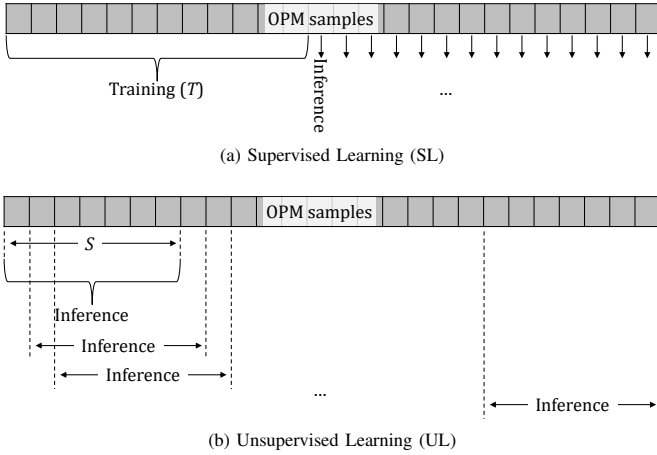 OPM samples
Training (T)
Inference
...
(a) Supervised Learning (SL)
OPM samples
S
Inference
Inference
Inference
...
Inference
(b) Unsupervised Learning (UL)